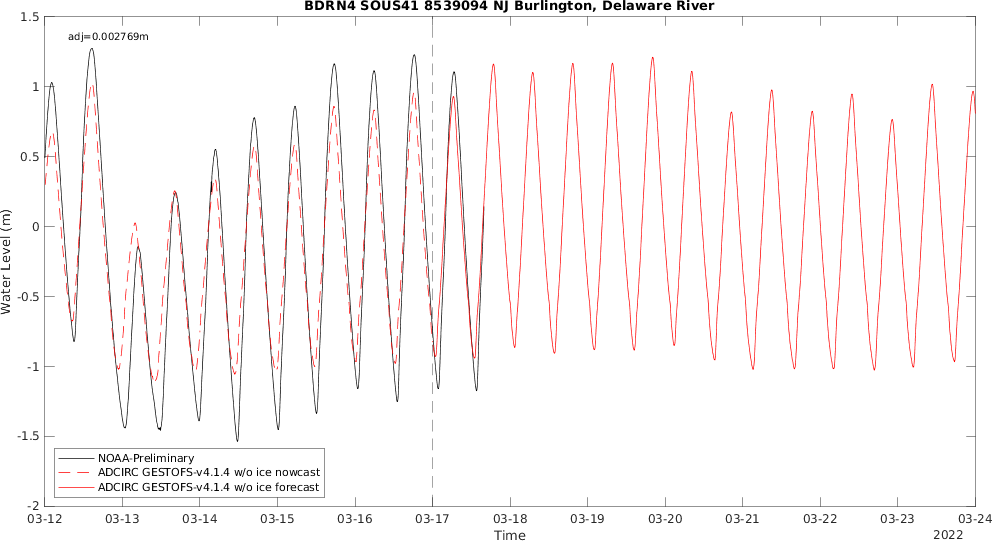 BDRN4 SOUS41 8539094 NJ Burlington, Delaware River
adj=0.002769m
1.5
1
0.5
0
-0.5
-1
-1.5
-2
Water Level (m)
NOAA-Preliminary
ADCIRC GESTOFS-v4.1.4 w/o ice nowcast
ADCIRC GESTOFS-v4.1.4 w/o ice forecast
03-12 03-13 03-14 03-15 03-16 03-17 03-18 03-19 03-20 03-21 03-22 03-23 03-24
Time
2022